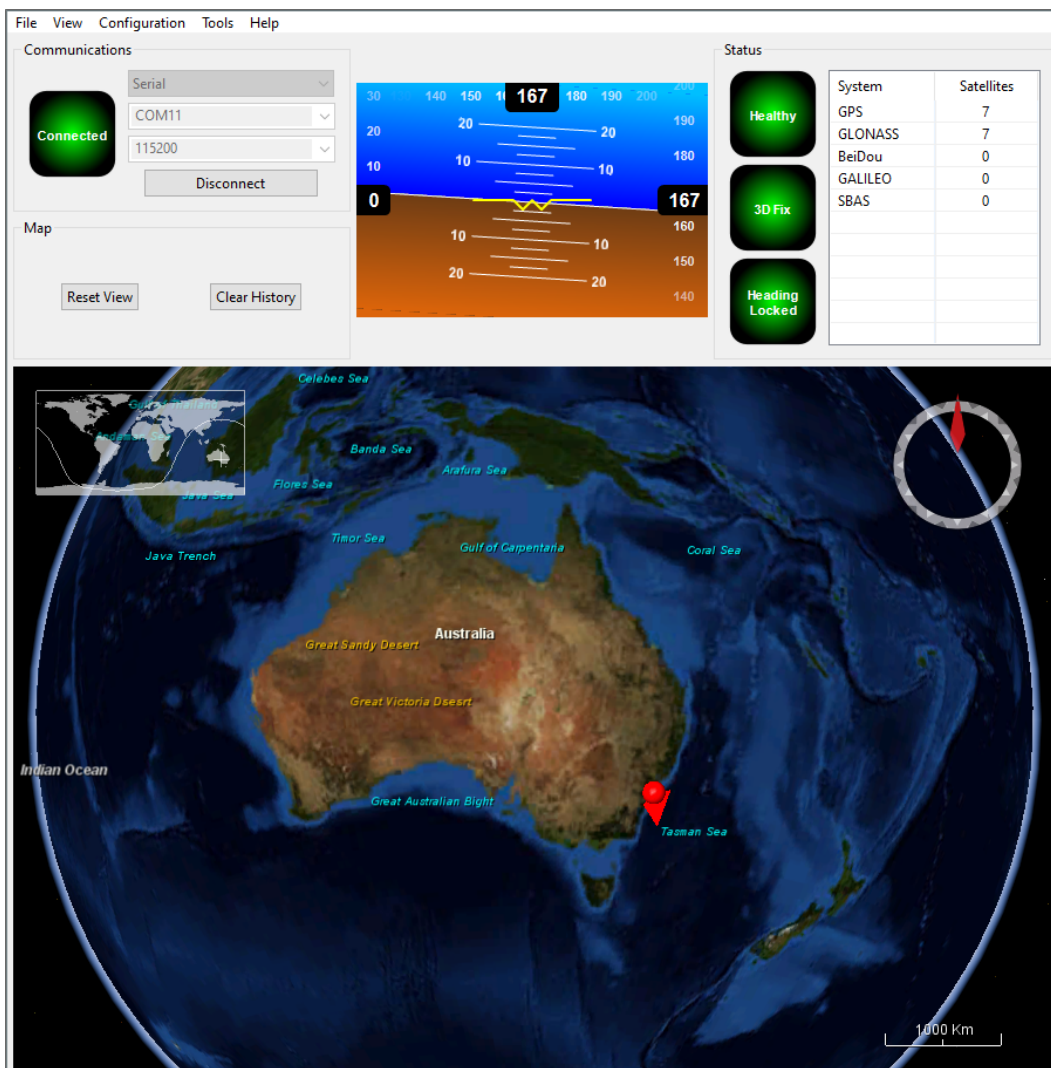 File View Configuration Tools Help
Communications
Connected
Serial
COM11
115200
Disconnect
Map
Reset View Clear History
30 140 150 167 180 190 200
200
20 20 20 190
10 10 10 180
0 167
10 10 160
150
20 20
140
Status
Healthy
3D Fix
Heading
Locked
System Satellites
GPS 7
GLONASS 7
BeiDou 0
GALILEO 0
SBAS 0
Celebes Sea
Banda Sea
Arafura Sea
Flores Sea
Java Sea
Timor Sea
Gulf of Carpentaria
Coral Sea
Java Trench
Australia
Great Sandy Desert
Great Victoria Dsesrt
Indian Ocean
Great Australian Bight
Tasman Sea
1000 Km